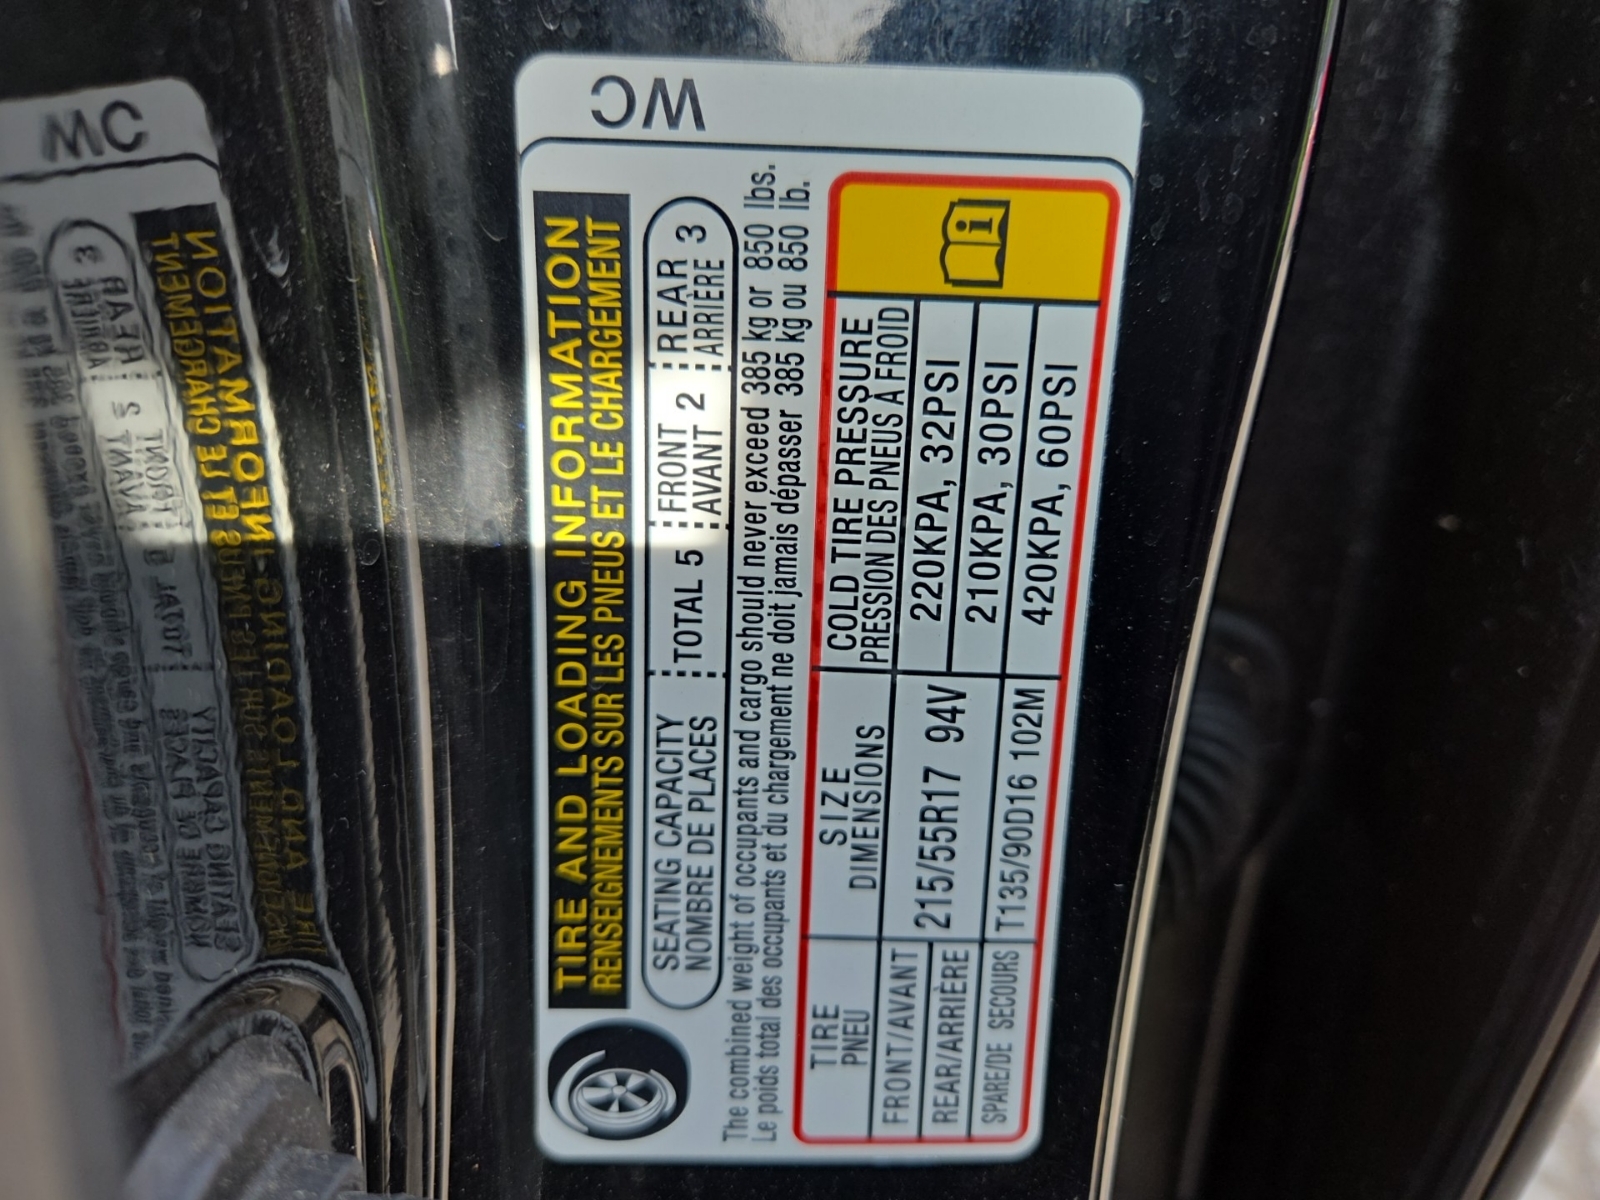 WC
TIRE AND LOADING INFORMATION
RENSEIGNEMENTS SUR LES PNEUS ET LE CHARGEMENT
SEATING CAPACITY
NOMBRE DE PLACES
TOTAL 5
FRONT
AVANT 2
REAR
ARRIÈRE 3
The combined weight of occupants and cargo should never exceed 385 kg or 850 lbs.
Le poids total des occupants et du chargement ne doit jamais dépasser 385 kg ou 850 lb.
TIRE
PNEU
SIZE
DIMENSIONS
COLD TIRE PRESSURE
PRESSION DES PNEUS À FROID
i
FRONT/AVANT
215/55R17 94V
220KPA, 32PSI
REAR/ARRIÈRE
210KPA, 30PSI
SPARE/DE SECOURS
T135/90D16 102M
420KPA, 60PSI